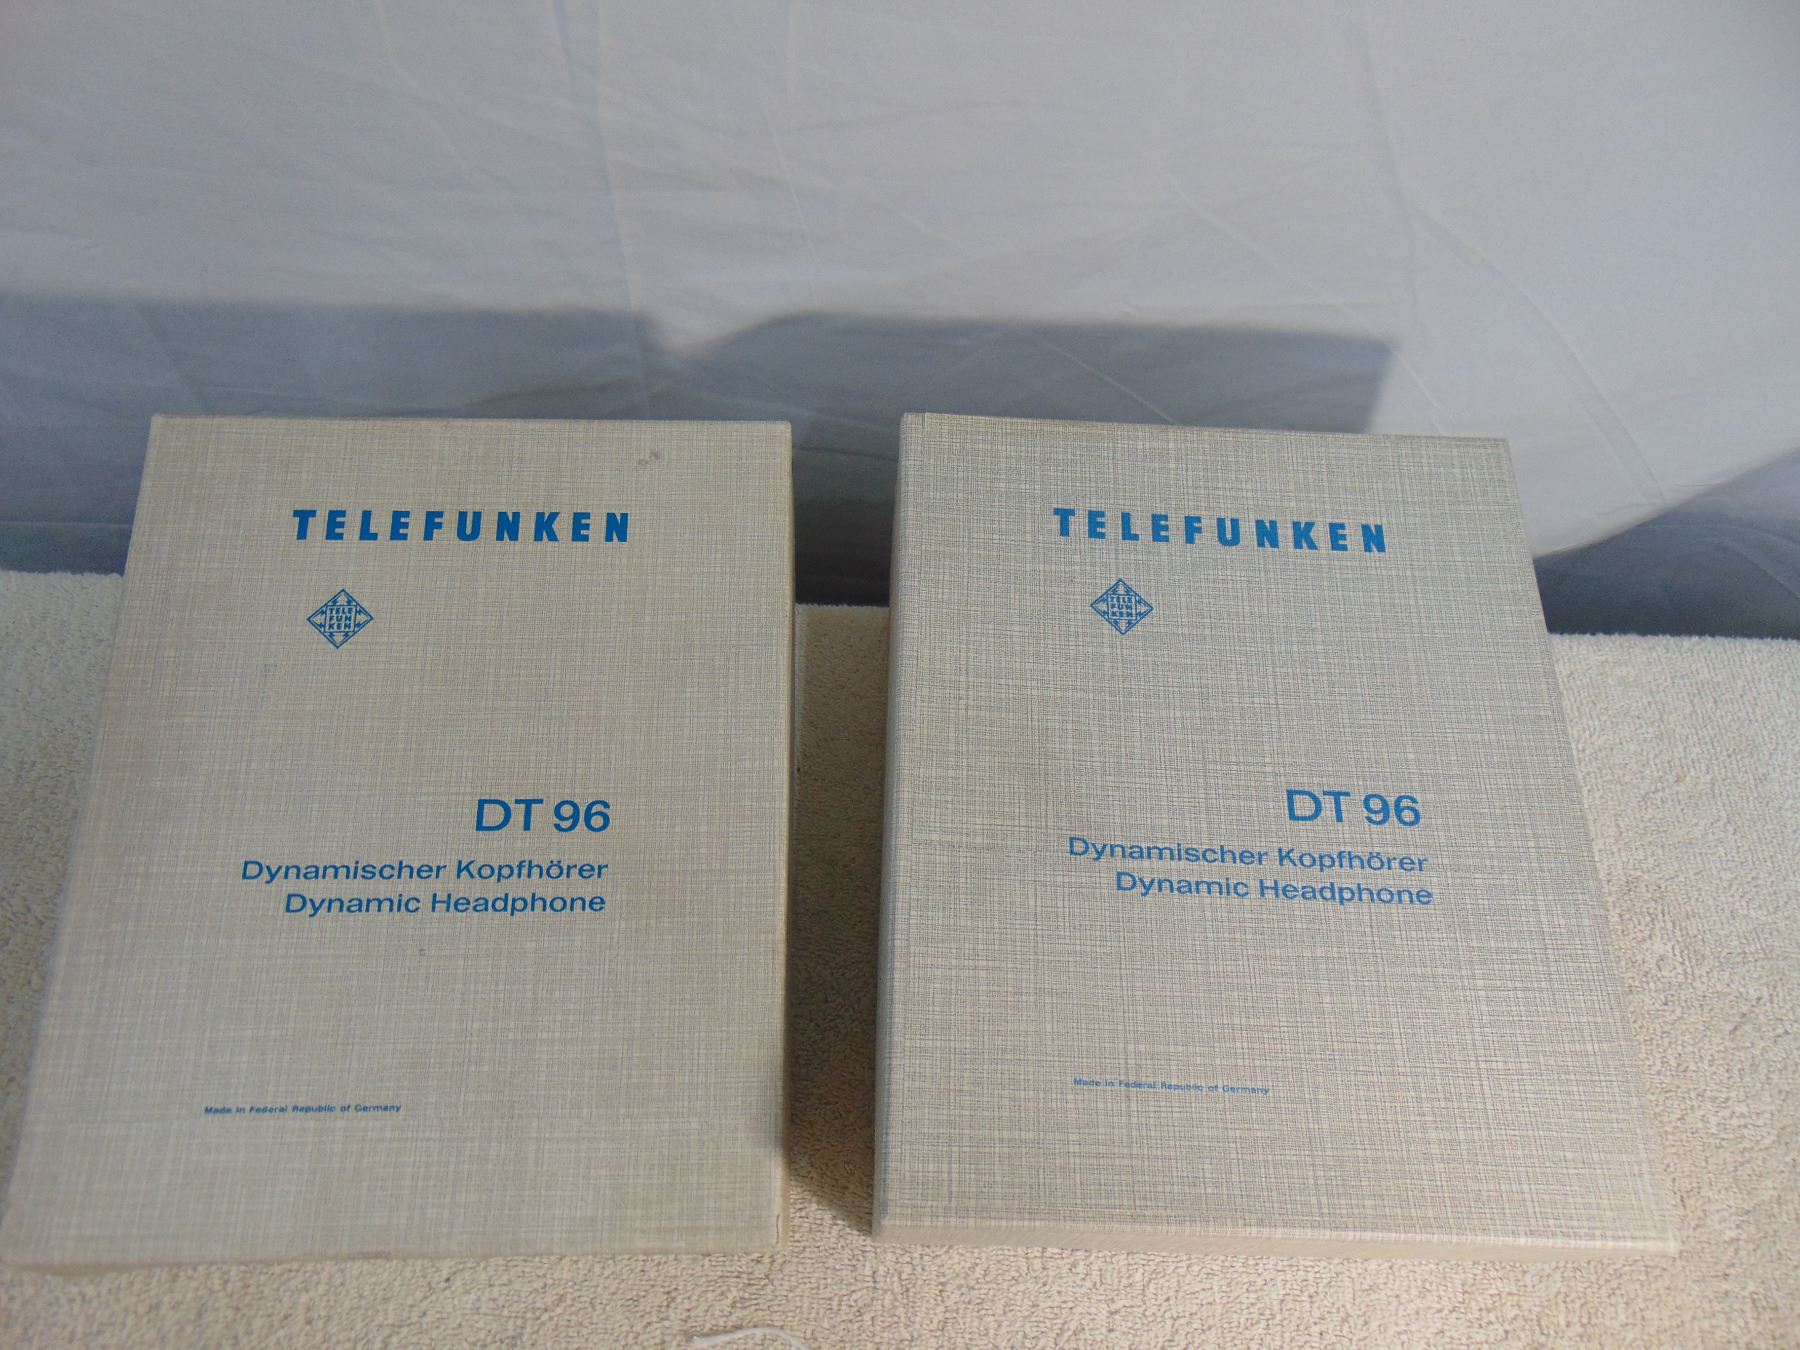 TELEFUNKEN
TELE
FUN
KEN
DT 96
Dynamischer Kopfhörer
Dynamic Headphone
Made in Federal Republic of Germany
TELEFUNKEN
TELE
FUN
KEN
DT 96
Dynamischer Kopfhörer
Dynamic Headphone
Made in Federal Republic of Germany